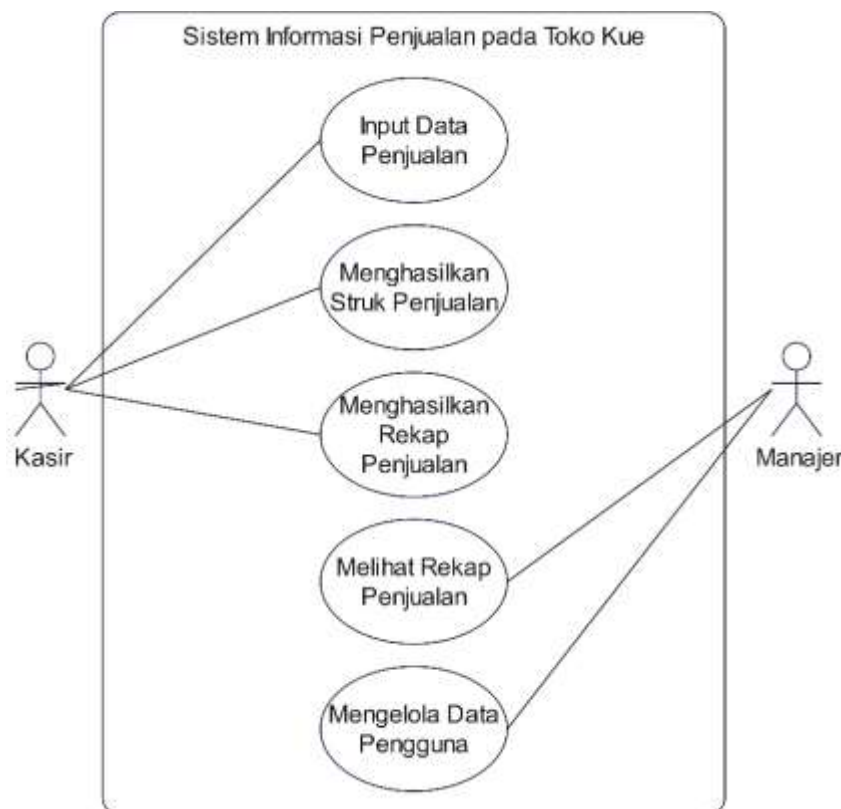 Sistem Informasi Penjualan pada Toko Kue
Input Data
Penjualan
Menghasilkan
Struk Penjualan
Menghasilkan
Rekap
Penjualan
Kasir
Manajer
Melihat Rekap
Penjualan
Mengelola Data
Pengguna